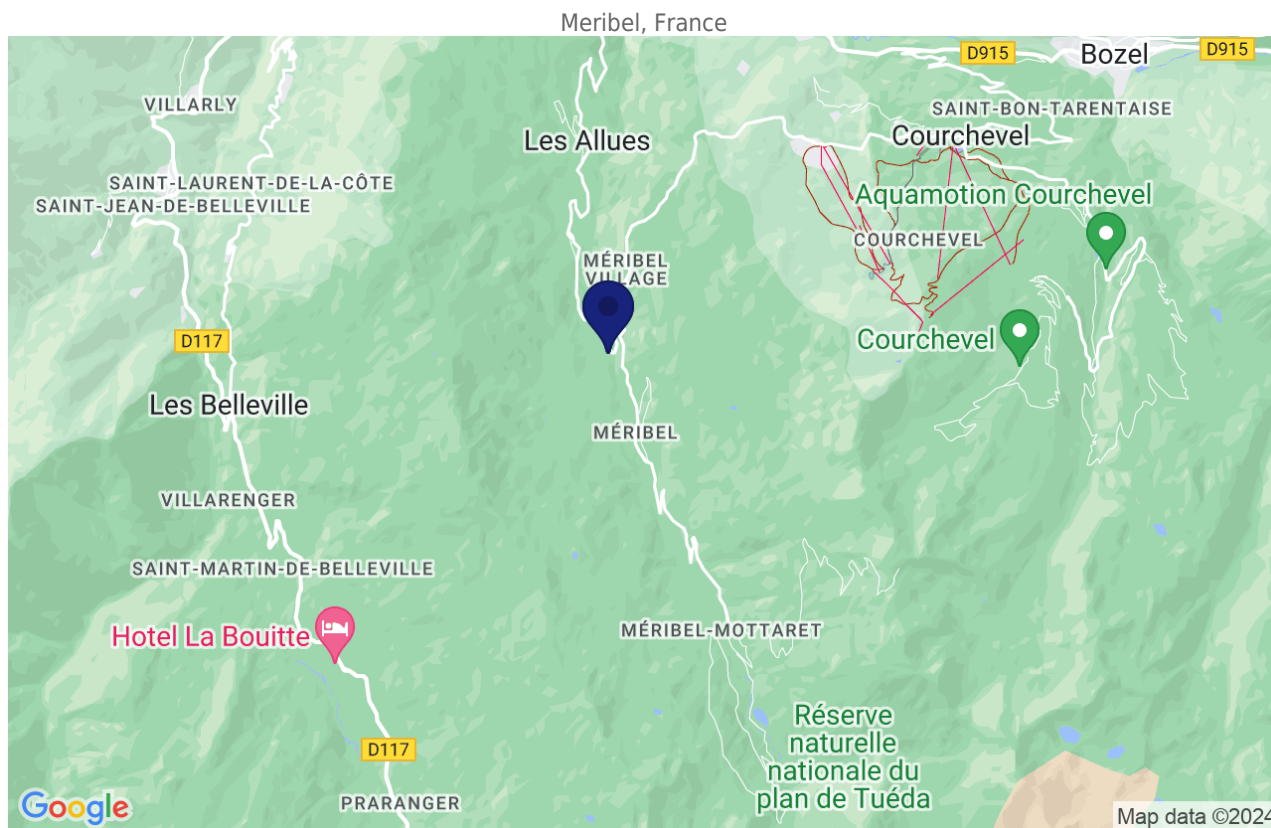 Meribel, France
D915
Bozel
D915
VILLARLY
SAINT-BON-TARENTAISE
Les Allues
Courchevel
SAINT-LAURENT-DE-LA-CÔTE
SAINT-JEAN-DE-BELLEVILLE
Aquamotion Courchevel
COURCHEVEL
MÉRIBEL
VILLAGE
D117
Courchevel
Les Belleville
MÉRIBEL
VILLARENGER
SAINT-MARTIN-DE-BELLEVILLE
Hotel La Bouitte
MÉRIBEL-MOTTARET
Réserve
naturelle
nationale du
plan de Tuéda
D117
PRARANGER
Google
Map data ©2024